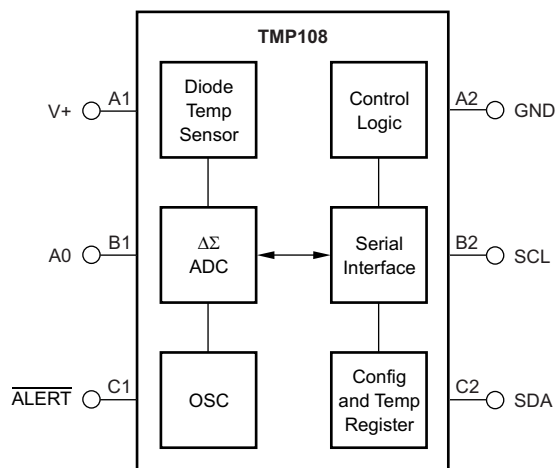 TMP108
Diode
Temp
Sensor
Control
Logic
V+
A1
A2
GND
ΔΣ
ADC
Serial
Interface
A0
B1
B2
SCL
OSC
Config
and Temp
Register
ALERT
C1
C2
SDA